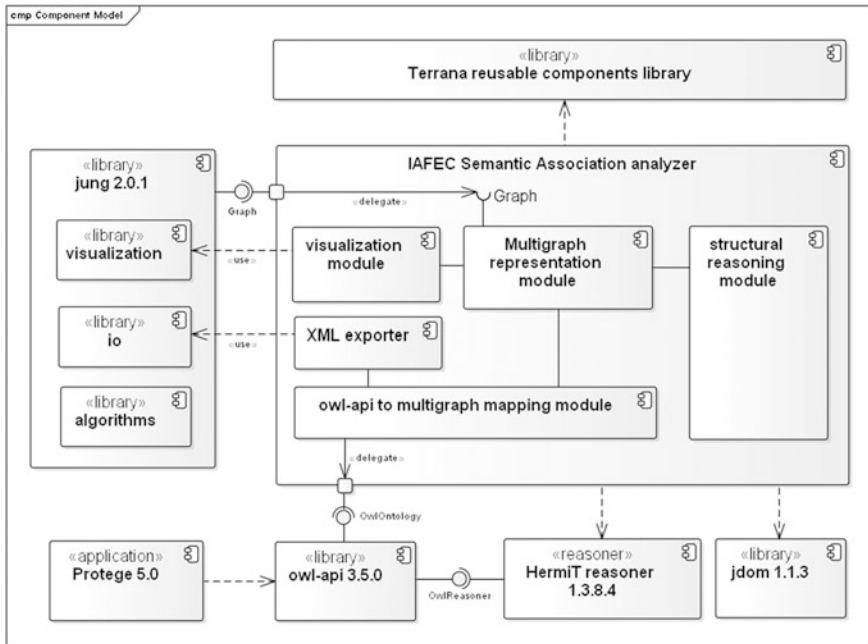 cmp Component Model
«library»
Terrana reusable components library
«library»
jung 2.0.1
IAFEC Semantic Association analyzer
Graph
«delegate»
Graph
«library»
visualization
«use»
visualization
module
Multigraph
representation
module
structural
reasoning
module
«library»
io
«use»
XML exporter
«library»
algorithms
owl-api to multigraph mapping module
«delegate»
OwlOntology
«application»
Protege 5.0
«library»
owl-api 3.5.0
OwlReasoner
«reasoner»
HermiT reasoner
1.3.8.4
«library»
jdom 1.1.3